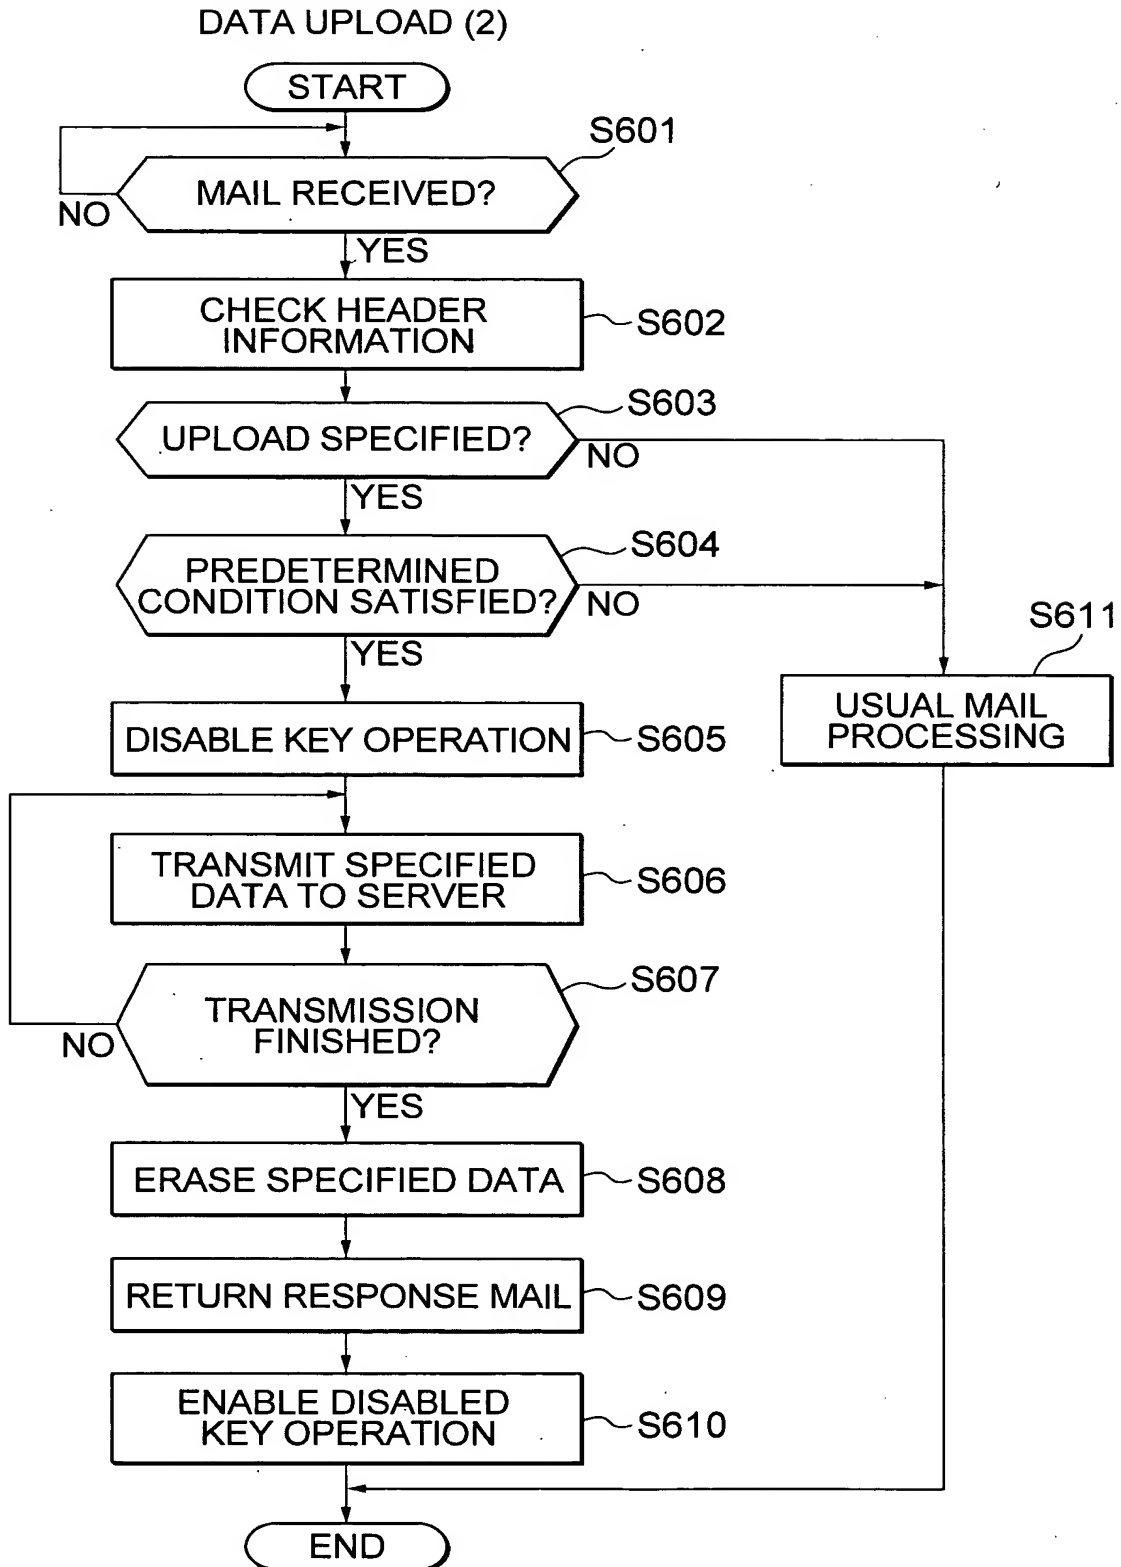 DATA UPLOAD (2)
START
S601
MAIL RECEIVED?
NO
YES
CHECK HEADER
INFORMATION
S602
S603
UPLOAD SPECIFIED?
NO
YES
S604
PREDETERMINED
CONDITION SATISFIED?
NO
YES
S611
USUAL MAIL
PROCESSING
DISABLE KEY OPERATION
S605
TRANSMIT SPECIFIED
DATA TO SERVER
S606
S607
TRANSMISSION
FINISHED?
NO
YES
ERASE SPECIFIED DATA
S608
RETURN RESPONSE MAIL
S609
ENABLE DISABLED
KEY OPERATION
S610
END